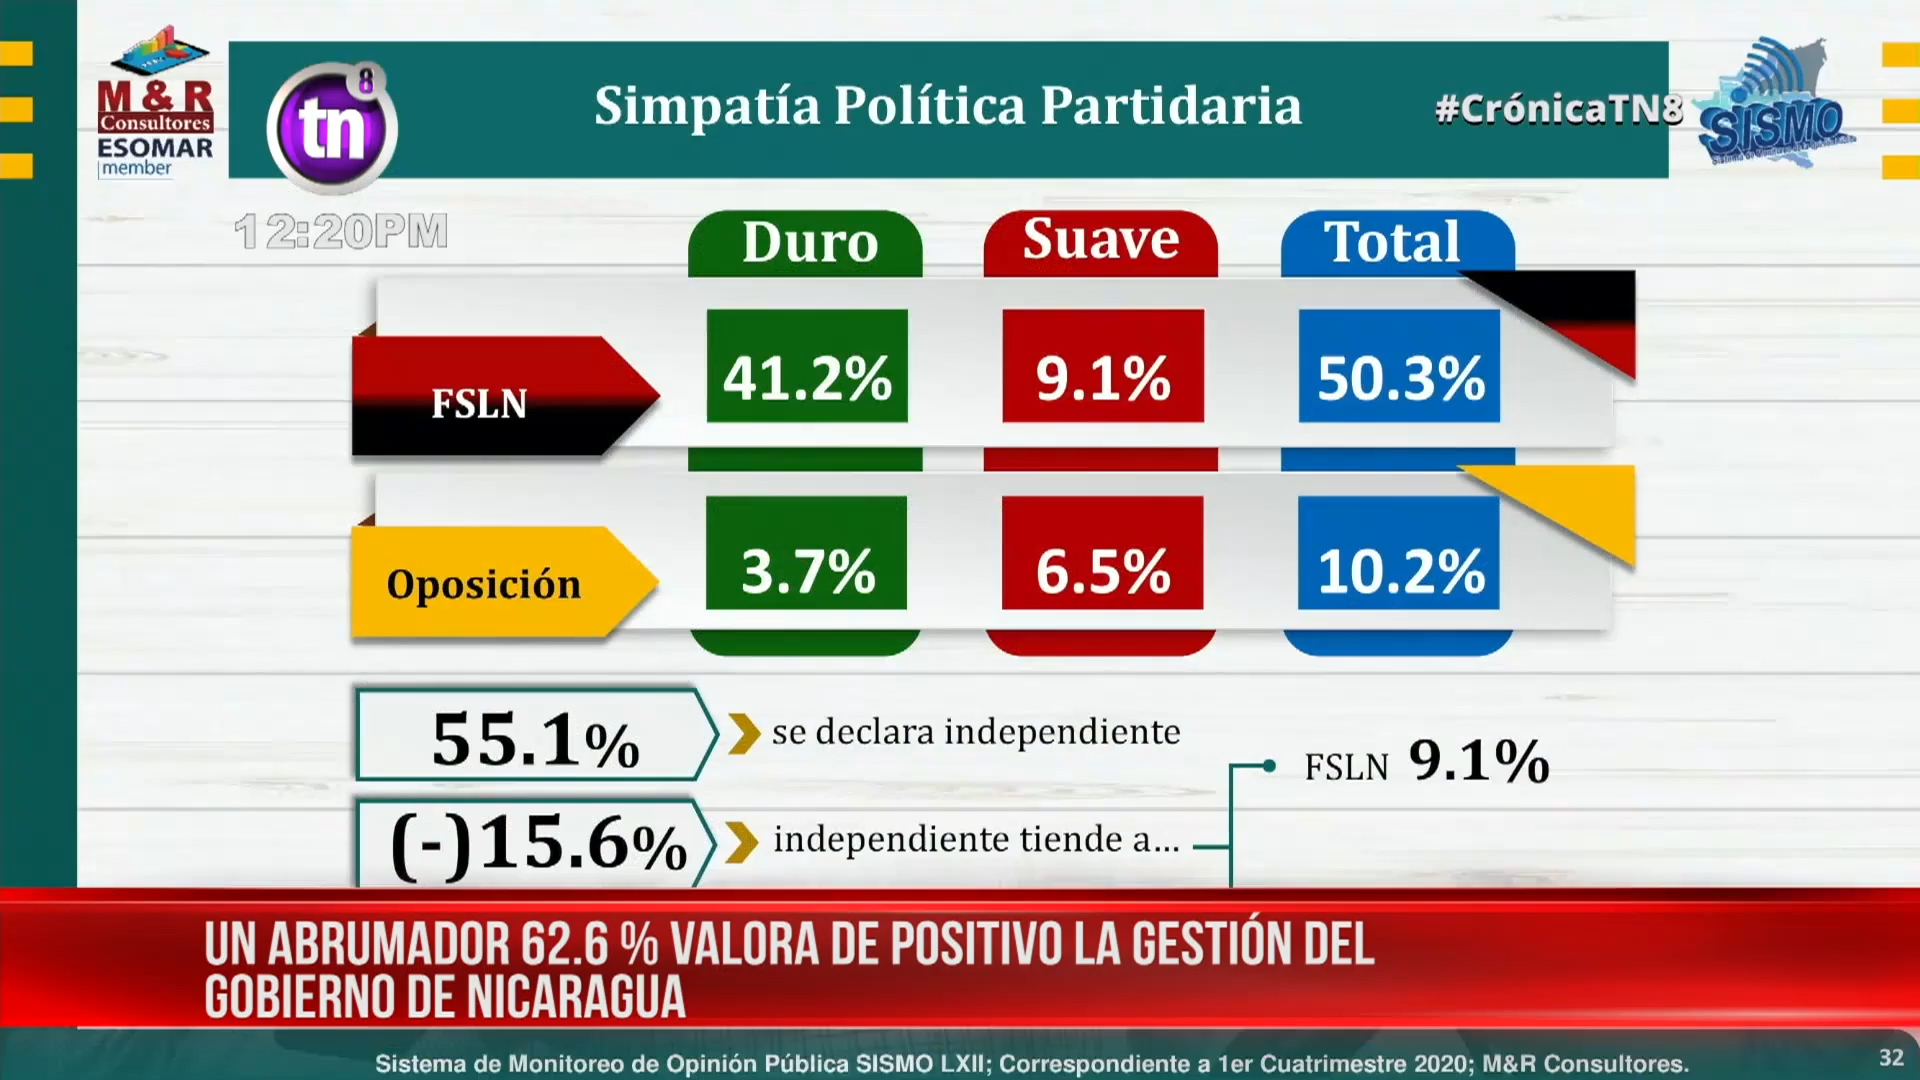 M & R
Consultores
ESOMAR
member
tn
8
Simpatía Política Partidaria
#CrónicaTN8
SISMO
12:20PM
Duro
Suave
Total
FSLN
41.2%
9.1%
50.3%
Oposición
3.7%
6.5%
10.2%
55.1%
se declara independiente
FSLN 9.1%
(-)15.6%
independiente tiende a...
UN ABRUMADOR 62.6 % VALORA DE POSITIVO LA GESTIÓN DEL
GOBIERNO DE NICARAGUA
Sistema de Monitoreo de Opinión Pública SISMO LXII; Correspondiente a 1er Cuatrimestre 2020; M&R Consultores.
32